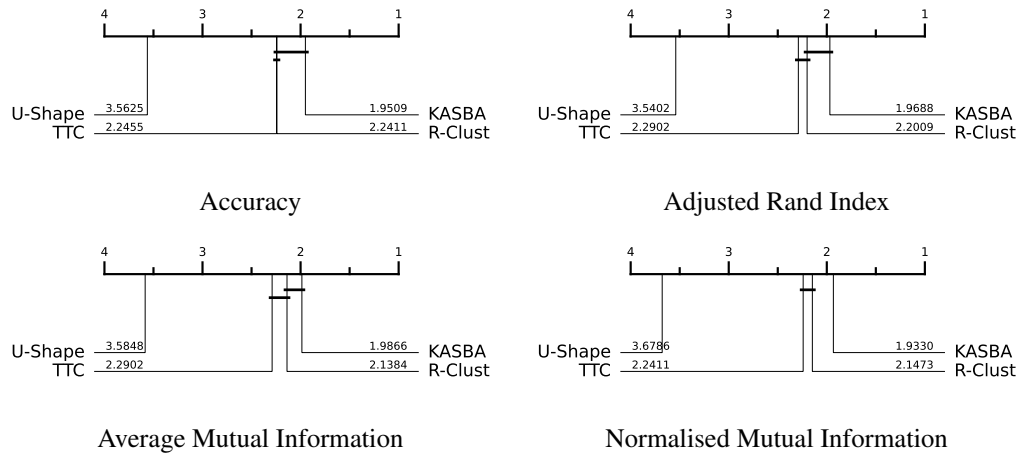 4 3 2 1
U-Shape 3.5625 1.9509 KASBA
TTC 2.2455 2.2411 R-Clust
Accuracy
4 3 2 1
U-Shape 3.5402 1.9688 KASBA
TTC 2.2902 2.2009 R-Clust
Adjusted Rand Index
4 3 2 1
U-Shape 3.5848 1.9866 KASBA
TTC 2.2902 2.1384 R-Clust
Average Mutual Information
4 3 2 1
U-Shape 3.6786 1.9330 KASBA
TTC 2.2411 2.1473 R-Clust
Normalised Mutual Information